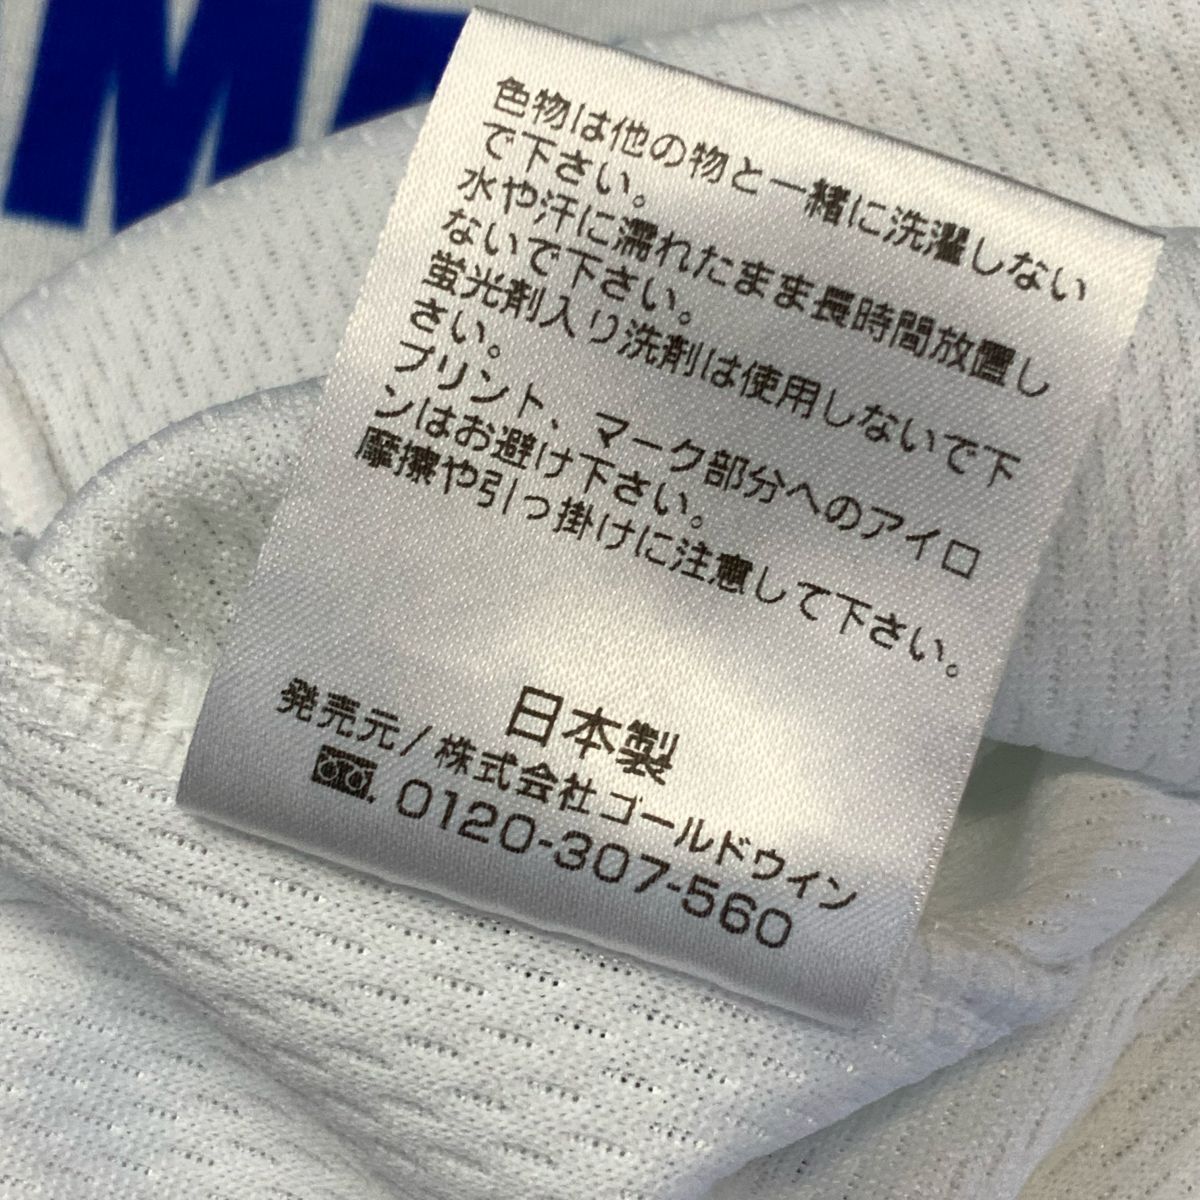 色物は他の物と一緒に洗濯しない
で下さい。
水や汗に濡れたまま長時間放置し
ないで下さい。
蛍光剤入り洗剤は使用しないで下
さい。
プリント、マーク部分へのアイロ
ンはお避け下さい。
摩擦や引っ掛けに注意して下さい。
日本製
発売元/株式会社ゴールドウイン
0120-307-560